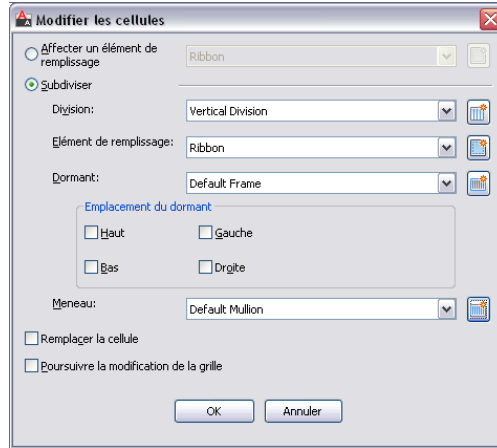 Modifier les cellules
Affecter un élément de
remplissage
Ribbon
Subdiviser
Division:
Vertical Division
Elément de remplissage:
Ribbon
Dormant:
Default Frame
Emplacement du dormant
Haut
Gauche
Bas
Droite
Meneau:
Default Mullion
Remplacer la cellule
Poursuivre la modification de la grille
OK
Annuler